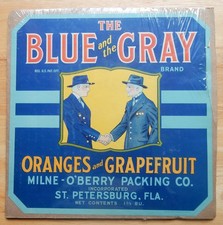 THE
BLUE and the GRAY
BRAND
ORANGES and GRAPEFRUIT
MILNE-O'BERRY PACKING CO.
INCORPORATED
ST. PETERSBURG, FLA.